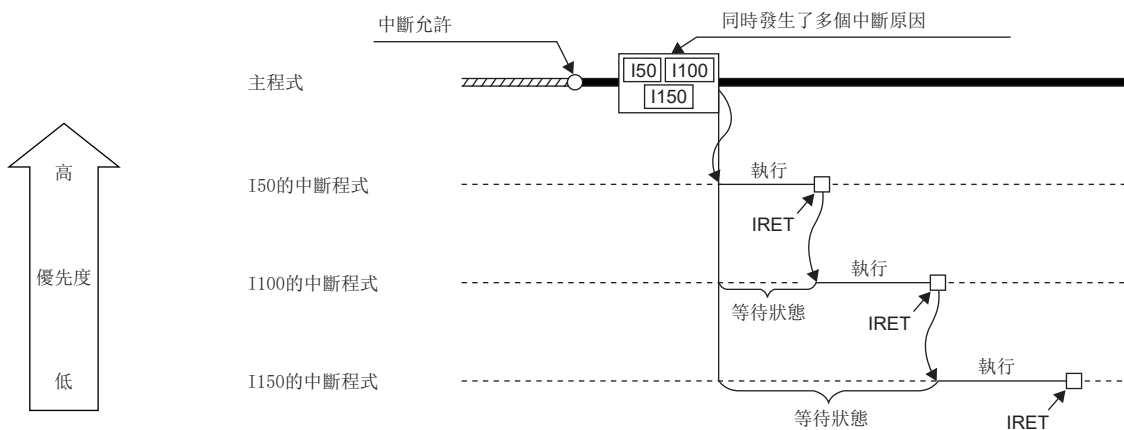 中斷允許
同時發生了多個中斷原因
主程式
I50 I100
I150
高
I50的中斷程式
執行
IRET
優先度
I100的中斷程式
執行
等待狀態
IRET
低
I150的中斷程式
執行
等待狀態
IRET